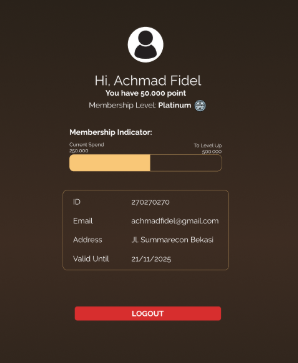 Hi, Achmad Fidel
You have 50.000 point
Membership Level: Platinum
Membership Indicator:
Current Spend To Level Up
250.000 500.000
ID 270270270
Email achmadfidel@gmail.com
Address Jl. Summarecon Bekasi
Valid Until 21/11/2025
LOGOUT